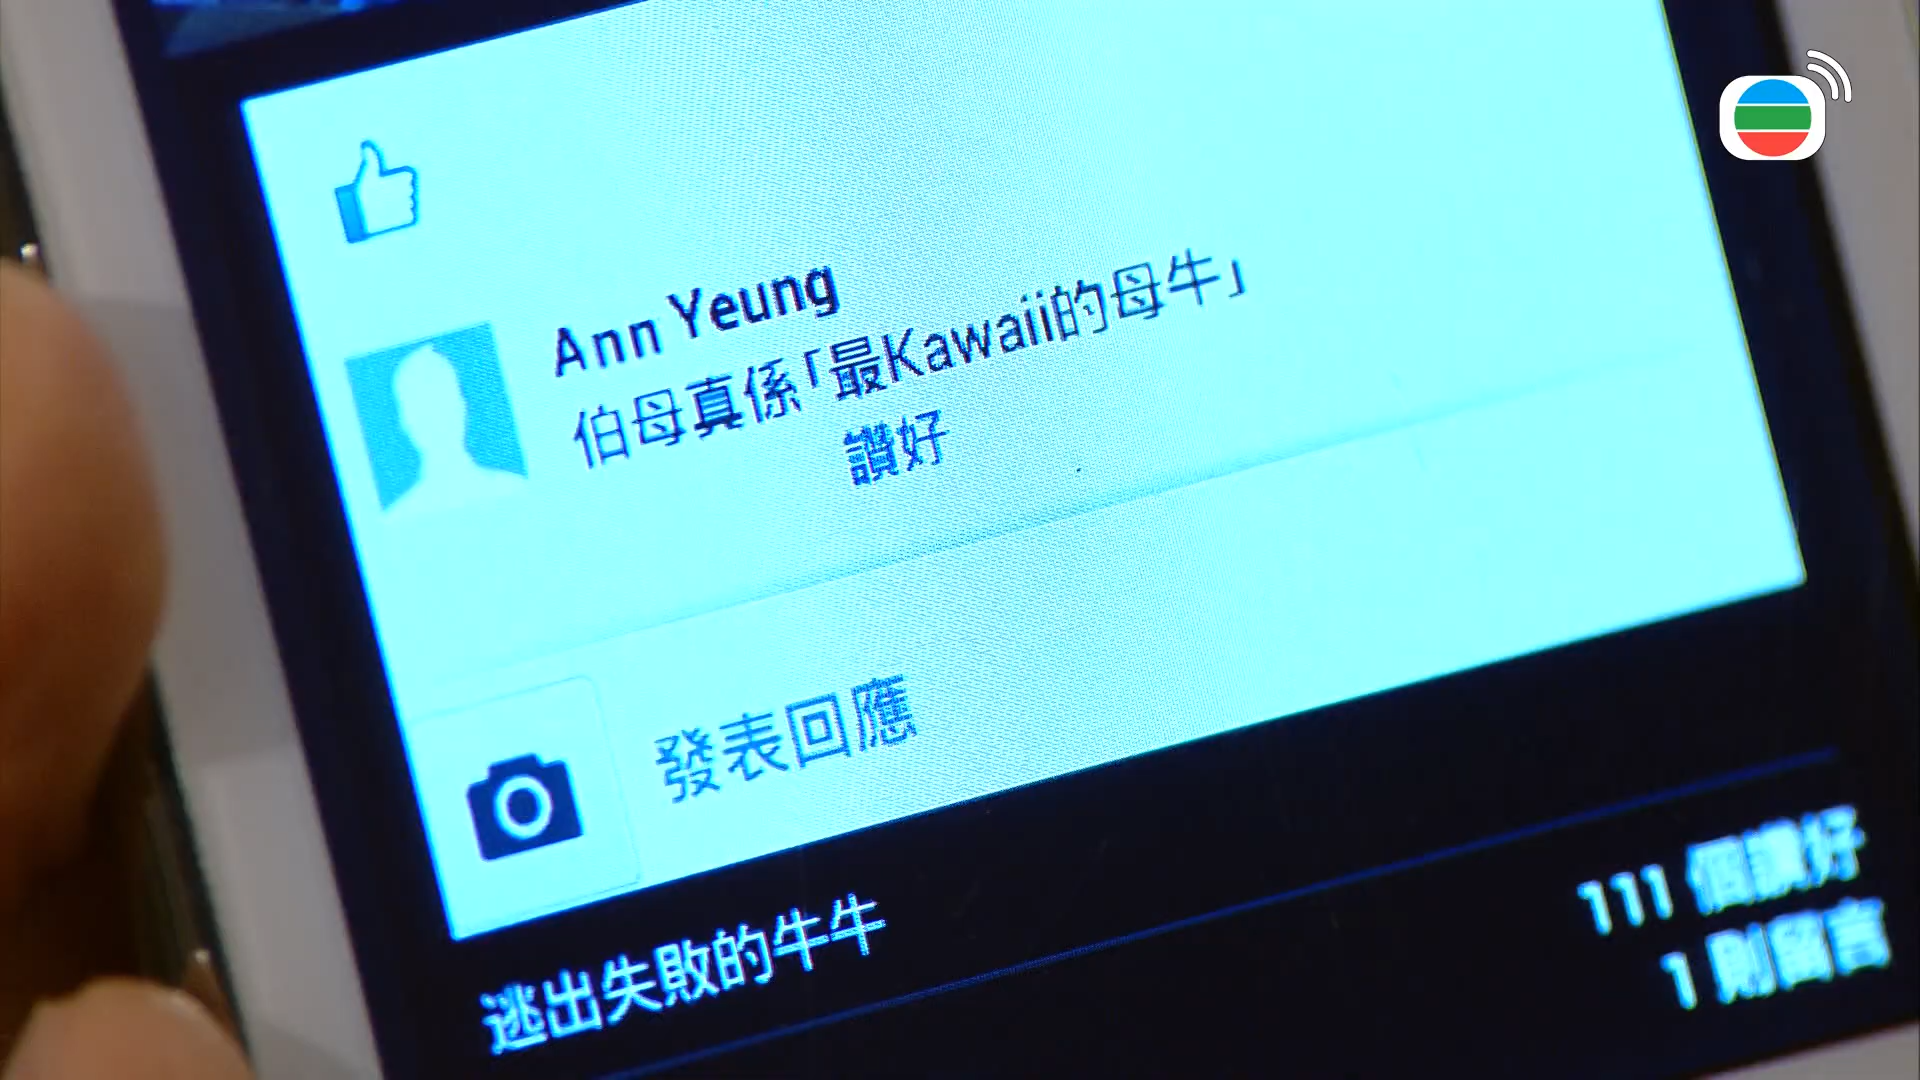 Ann Yeung
伯母真係「最Kawaii的母牛」
讚好
發表回應
逃出失敗的牛牛
111 個讚好
1 則留言